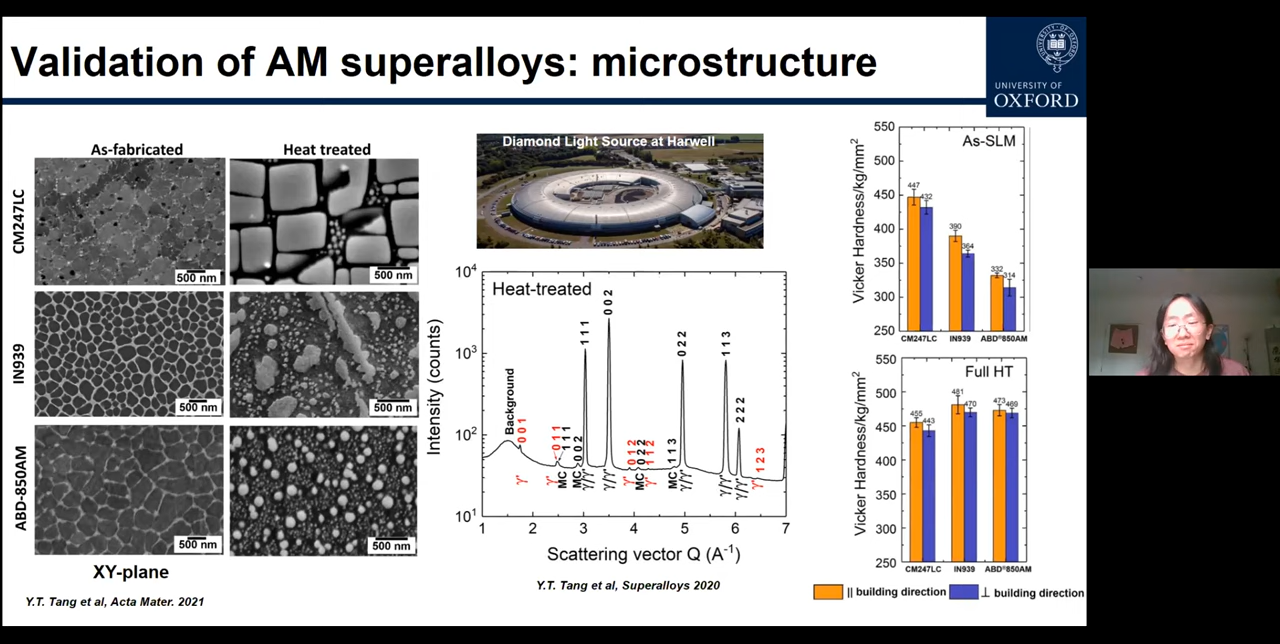 Validation of AM superalloys: microstructure
UNIVERSITY OF
OXFORD
As-fabricated
Heat treated
CM247LC
500 nm
500 nm
IN939
500 nm
500 nm
ABD-850AM
500 nm
500 nm
XY-plane
Y.T. Tang et al, Acta Mater. 2021
Diamond Light Source at Harwell
Heat-treated
Intensity (counts)
10⁴
10³
10²
10¹
Background
0 0 1
0 1 1
1 1 1
0 0 2
1 1 1
0 0 2
0 1 2
0 2 2
1 1 2
1 1 3
0 2 2
1 1 3
2 2 2
1 2 3
γ'
γ'
MC
MC
γ/γ'
γ/γ'
γ'
MC
γ'
MC
γ/γ'
γ/γ'
γ/γ'
γ'
1 2 3 4 5 6 7
Scattering vector Q (A⁻¹)
Y.T. Tang et al, Superalloys 2020
As-SLM
Vicker Hardness/kg/mm²
550
500
450
400
350
300
250
447
432
390
364
332
314
CM247LC IN939 ABD®850AM
Full HT
Vicker Hardness/kg/mm²
550
500
450
400
350
300
250
455
443
481
470
473
469
CM247LC IN939 ABD®850AM
|| building direction
⊥ building direction